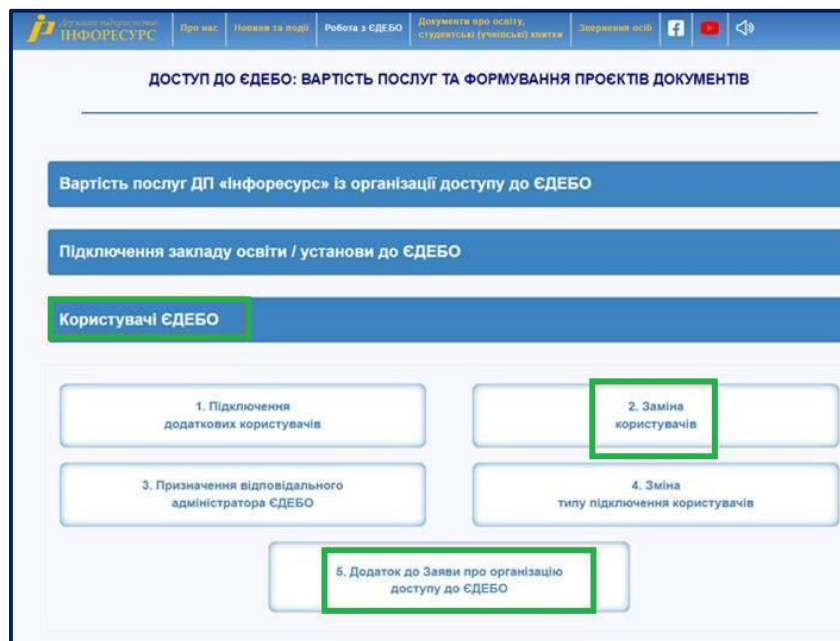 Державне підприємство
ІНФОРЕСУРС
Про нас
Новини та події
Робота з ЄДЕБО
Документи про освіту,
студентські (учнівські) квитки
Звернення осіб
ДОСТУП ДО ЄДЕБО: ВАРТІСТЬ ПОСЛУГ ТА ФОРМУВАННЯ ПРОЄКТІВ ДОКУМЕНТІВ
Вартість послуг ДП «Інфоресурс» із організації доступу до ЄДЕБО
Підключення закладу освіти / установи до ЄДЕБО
Користувачі ЄДЕБО
1. Підключення
додаткових користувачів
2. Заміна
користувачів
3. Призначення відповідального
адміністратора ЄДЕБО
4. Зміна
типу підключення користувачів
5. Додаток до Заяви про організацію
доступу до ЄДЕБО